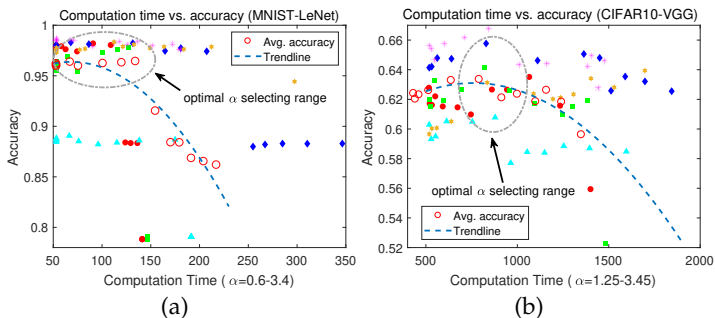 Computation time vs. accuracy (MNIST-LeNet)
1
0.95
0.9
0.85
0.8
Accuracy
Avg. accuracy
Trendline
optimal α selecting range
50 100 150 200 250 300 350
Computation Time ( α=0.6-3.4)
(a)
Computation time vs. accuracy (CIFAR10-VGG)
0.66
0.64
0.62
0.6
0.58
0.56
0.54
0.52
Accuracy
optimal α selecting range
Avg. accuracy
Trendline
500 1000 1500 2000
Computation Time ( α=1.25-3.45)
(b)